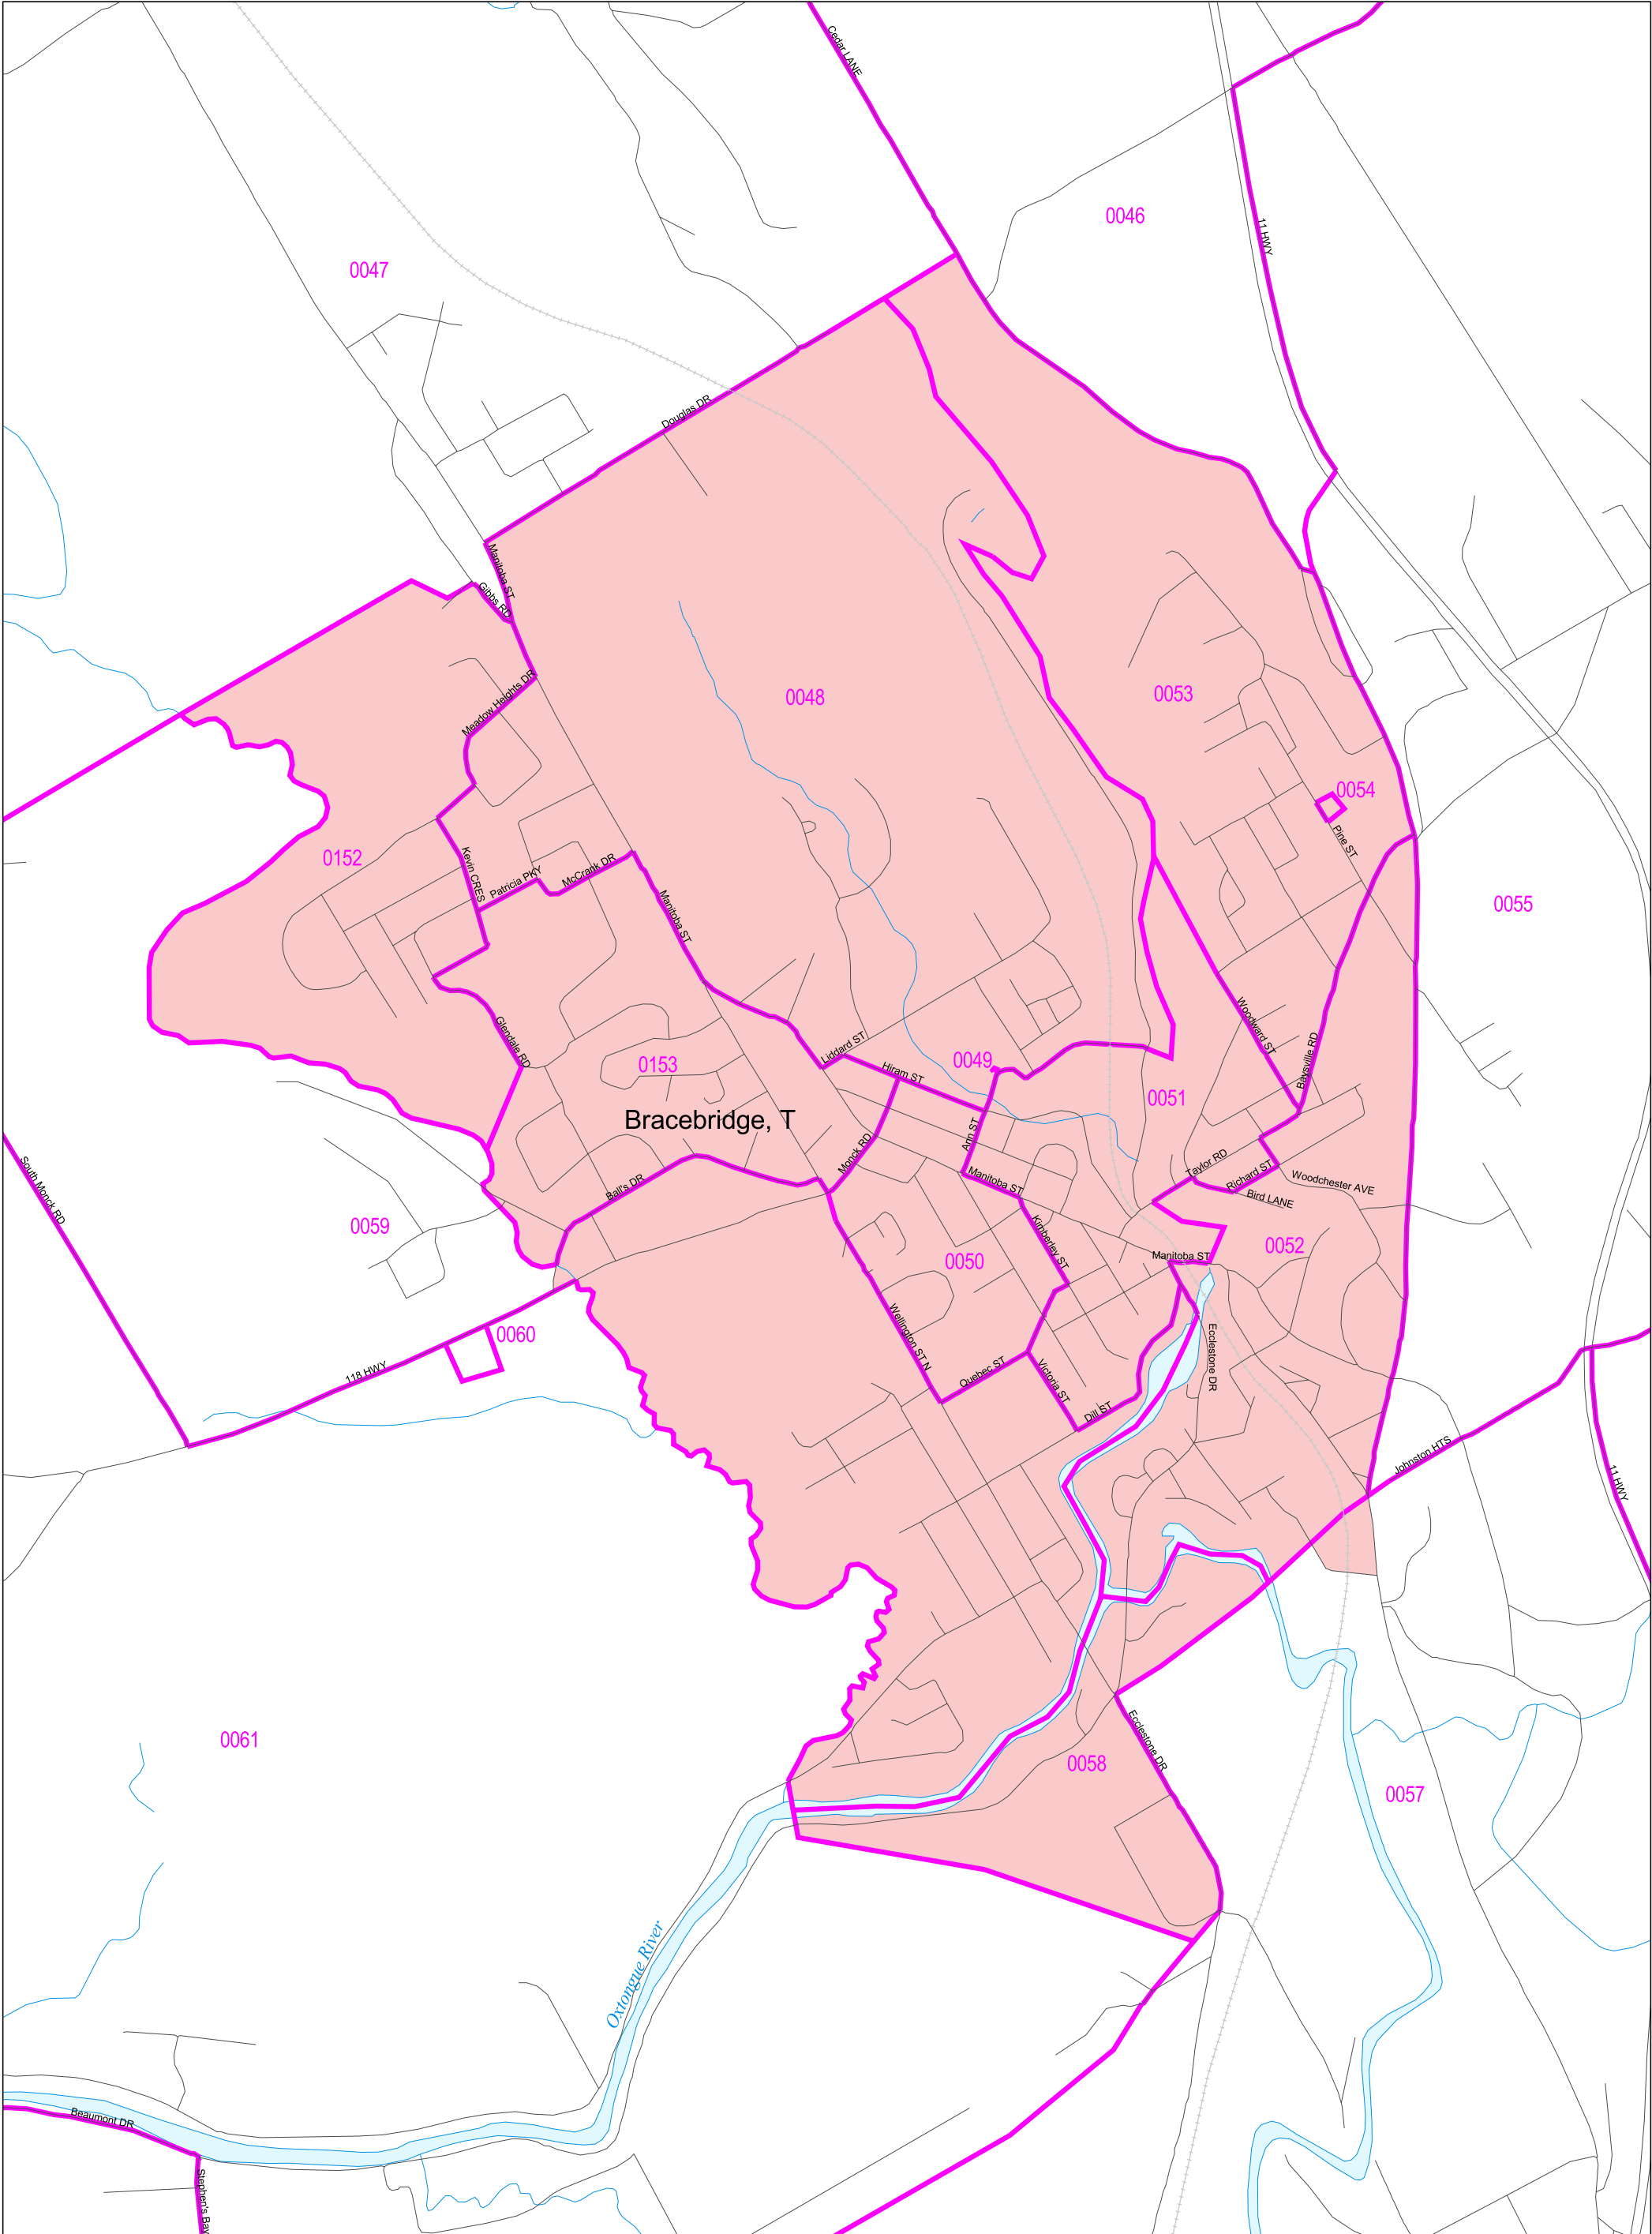 Cedar LANE
0046
11 HWY
0047
Douglas DR
Manitoba ST
Gibbs RD
Meadow Heights DR
0048
0053
0054
Pine ST
0152
Kevin CRES
Patricia PKY
McCrank DR
Manitoba ST
0055
Glendale RD
Woodward ST
Baysville RD
Liddard ST
0049
Hiram ST
0153
0051
Bracebridge, T
Ann ST
Monck RD
South Monck RD
Taylor RD
Richard ST
Woodchester AVE
Ball's DR
Manitoba ST
Bird LANE
0059
Kimberley ST
0052
0050
Manitoba ST
0060
Wellington ST N
Ecclestone DR
118 HWY
Quebec ST
Victoria ST
Dill ST
Johnston HTS
11 HWY
0061
Ecclestone DR
0058
0057
Oxtongue River
Beaumont DR
Stephen's Bay